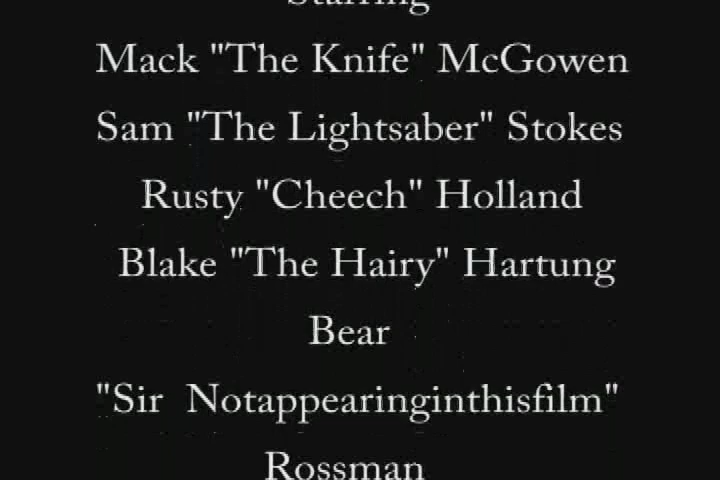 Starring
Mack "The Knife" McGowen
Sam "The Lightsaber" Stokes
Rusty "Cheech" Holland
Blake "The Hairy" Hartung
Bear
"Sir Notappearinginthisfilm"
Rossman